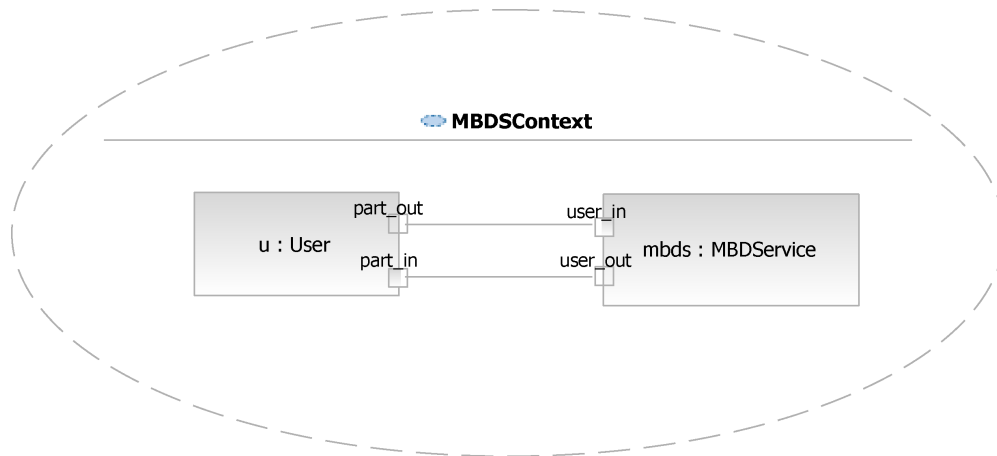 MBDSContext
part_out
user_in
u : User
mbds : MBDService
part_in
user_out